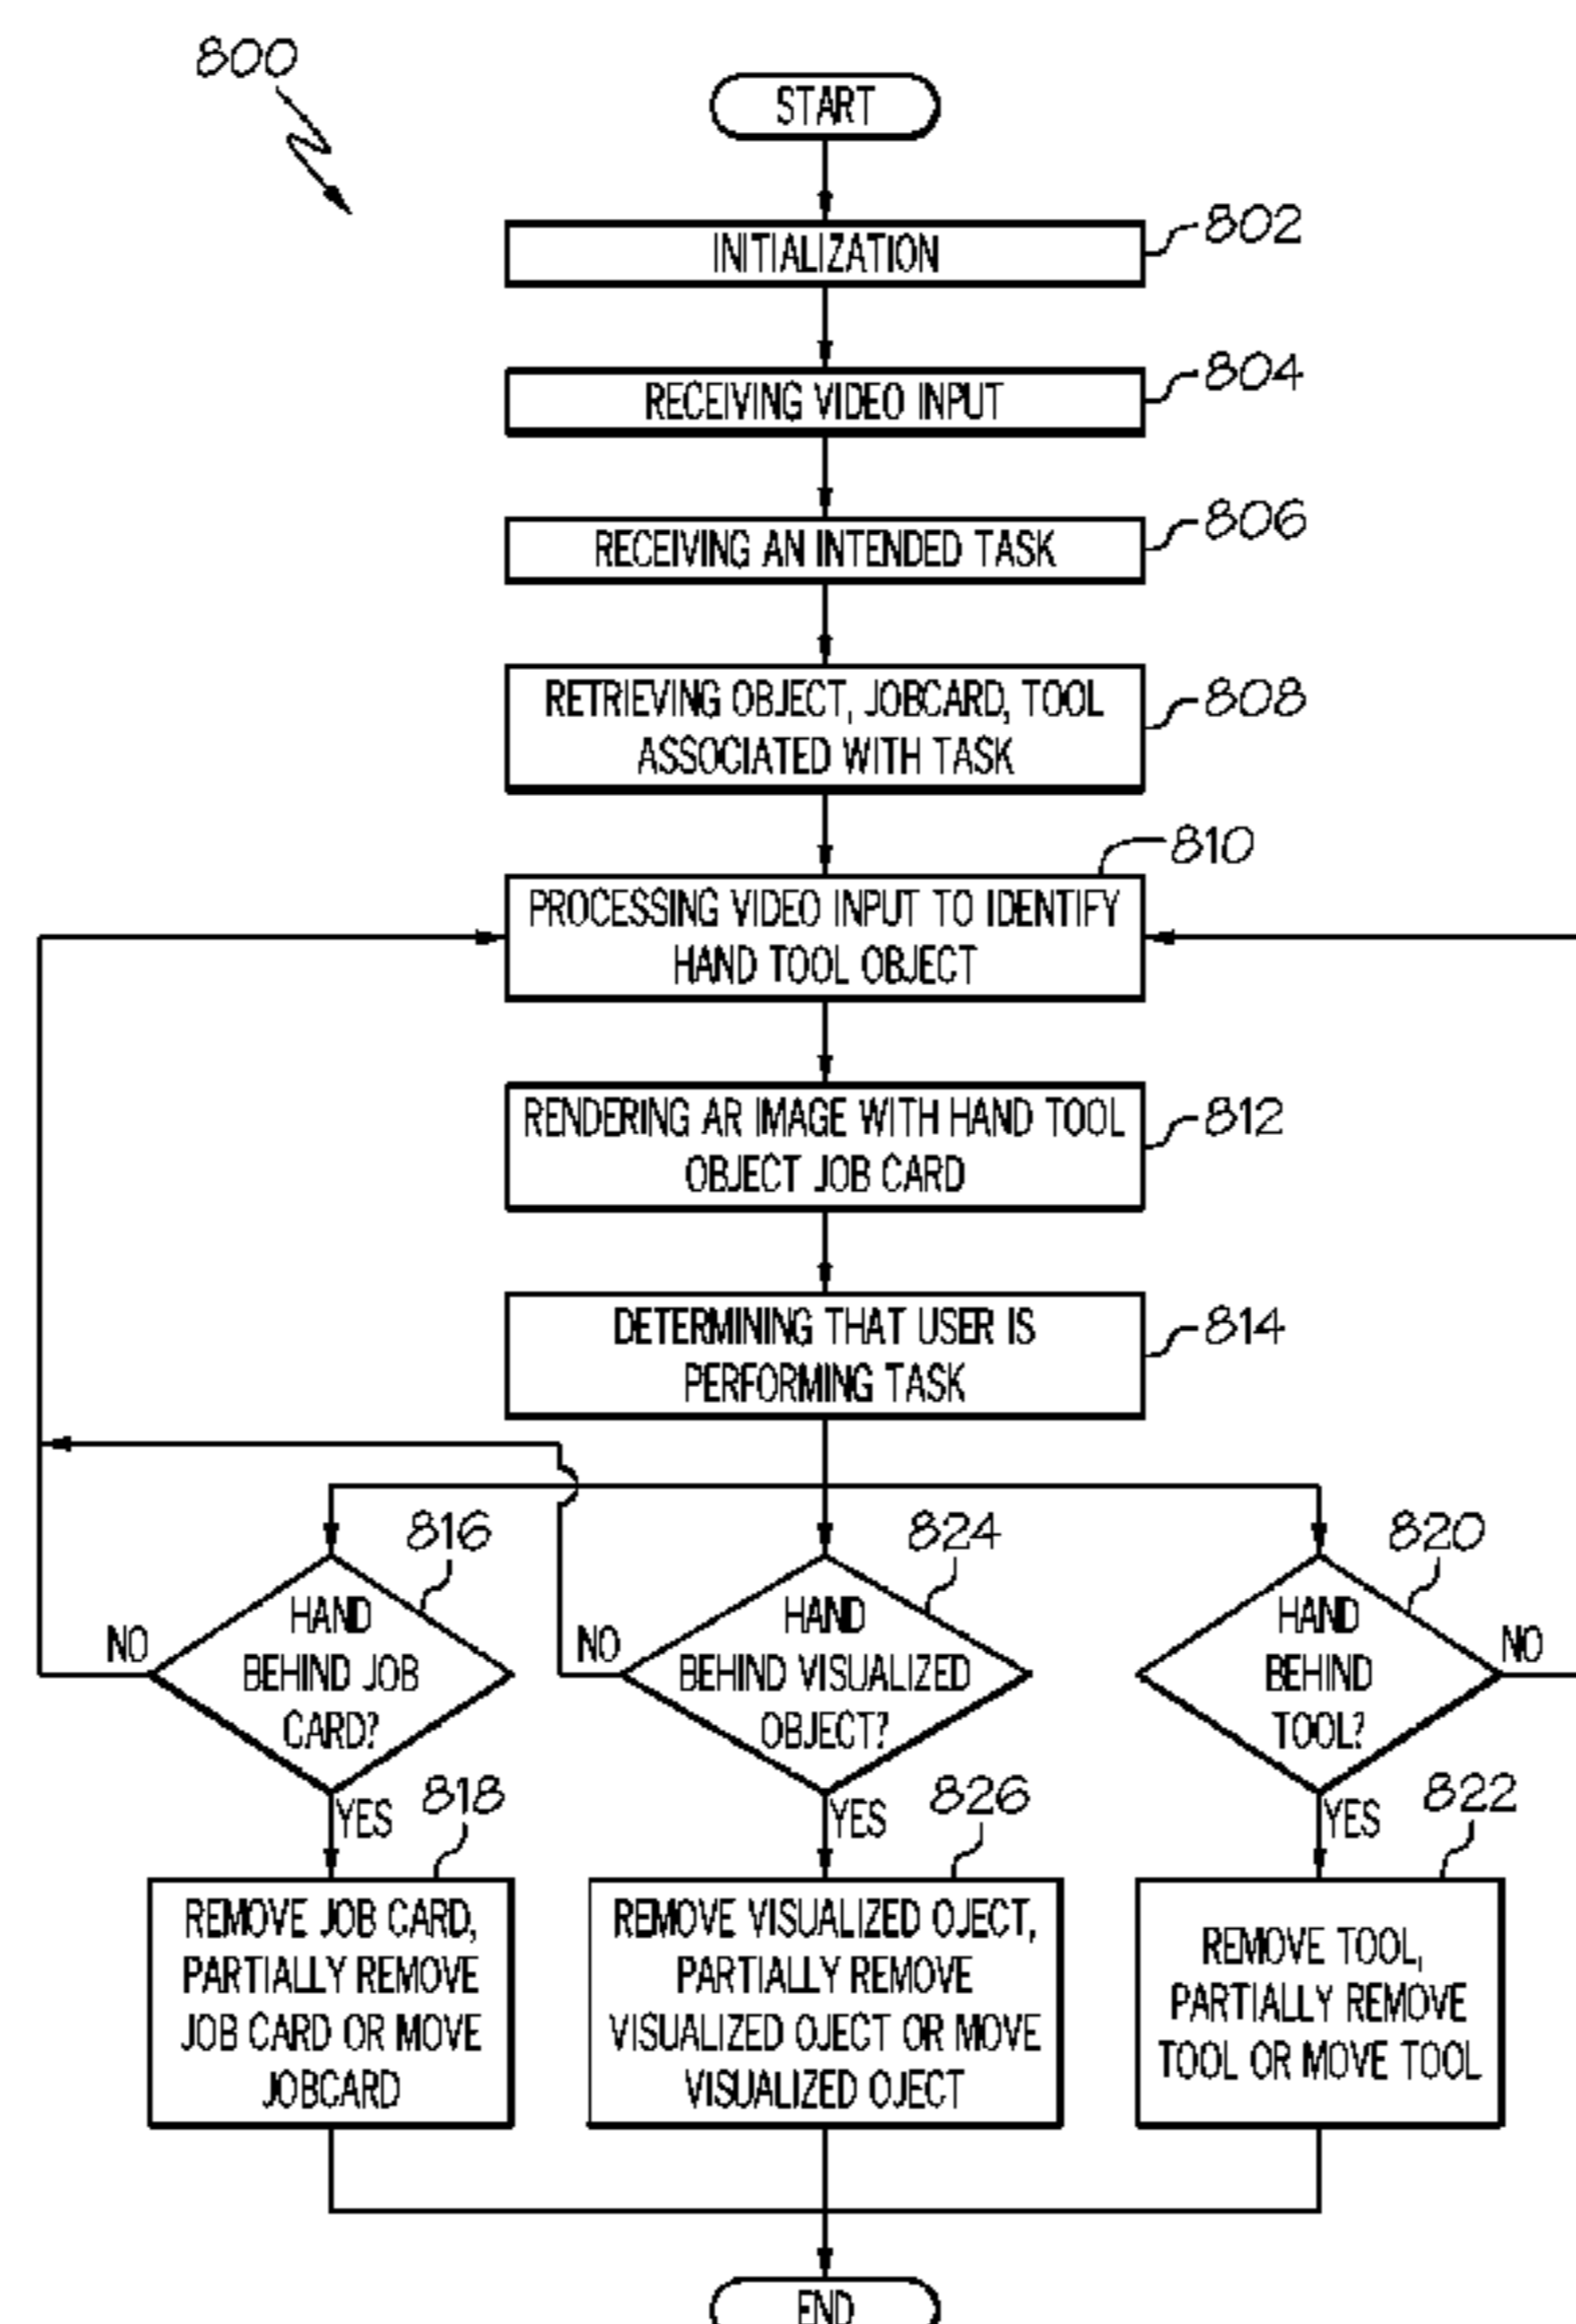 800
START
INITIALIZATION
802
RECEIVING VIDEO INPUT
804
RECEIVING AN INTENDED TASK
806
RETRIEVING OBJECT, JOBCARD, TOOL
ASSOCIATED WITH TASK
808
810
PROCESSING VIDEO INPUT TO IDENTIFY
HAND TOOL OBJECT
RENDERING AR IMAGE WITH HAND TOOL
OBJECT JOB CARD
812
DETERMINING THAT USER IS
PERFORMING TASK
814
816
HAND
BEHIND JOB
CARD?
NO
YES
824
HAND
BEHIND VISUALIZED
OBJECT?
NO
YES
820
HAND
BEHIND
TOOL?
NO
YES
818
REMOVE JOB CARD,
PARTIALLY REMOVE
JOB CARD OR MOVE
JOBCARD
826
REMOVE VISUALIZED OJECT,
PARTIALLY REMOVE
VISUALIZED OJECT OR MOVE
VISUALIZED OJECT
822
REMOVE TOOL,
PARTIALLY REMOVE
TOOL OR MOVE TOOL
END